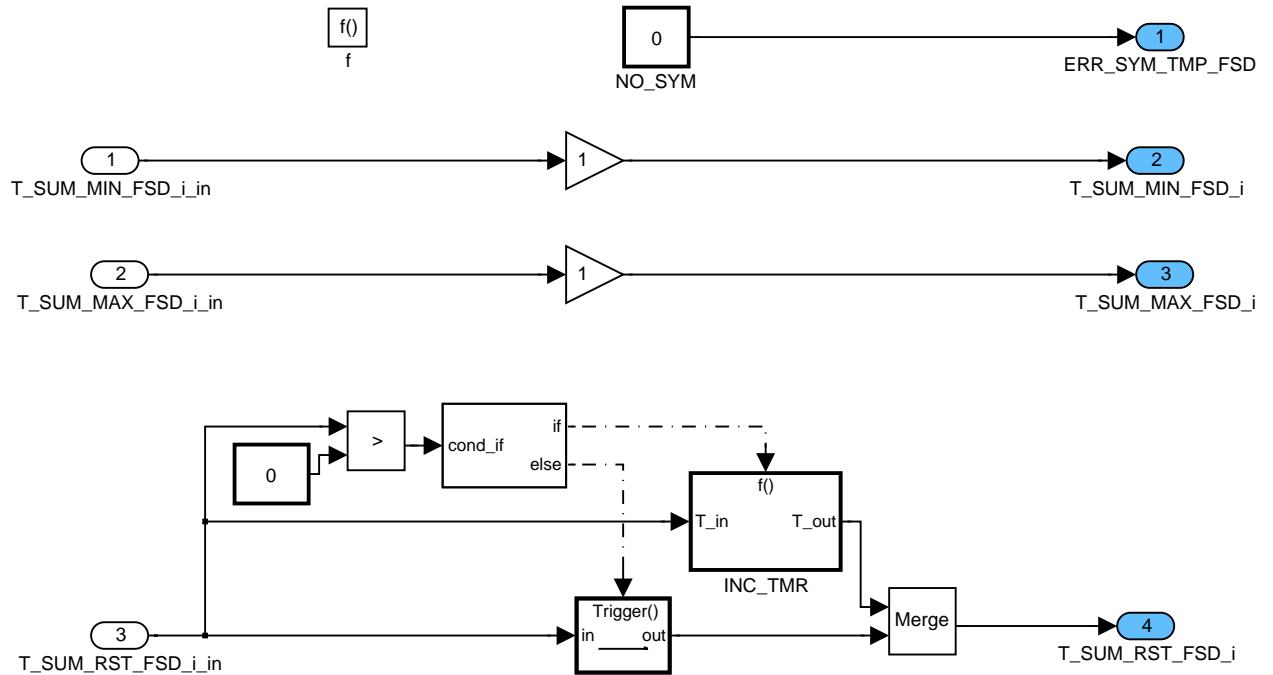 f()
f
0
NO_SYM
1
ERR_SYM_TMP_FSD
1
T_SUM_MIN_FSD_i_in
1
2
T_SUM_MIN_FSD_i
2
T_SUM_MAX_FSD_i_in
1
3
T_SUM_MAX_FSD_i
0
>
cond_if
if
else
f()
T_in
T_out
INC_TMR
3
T_SUM_RST_FSD_i_in
Trigger()
in
out
Merge
4
T_SUM_RST_FSD_i